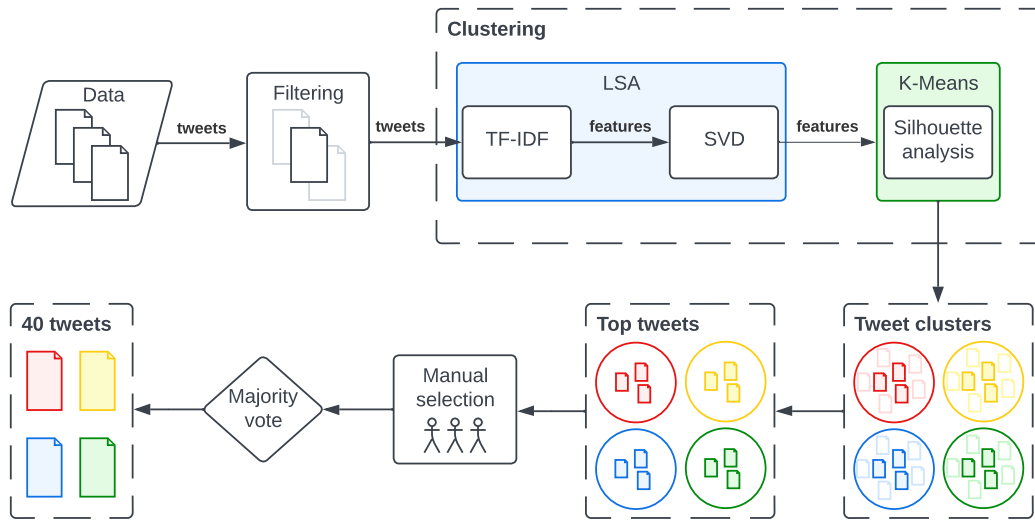 Clustering
Data
tweets
Filtering
tweets
LSA
TF-IDF
features
SVD
features
K-Means
Silhouette
analysis
40 tweets
Majority
vote
Manual
selection
Top tweets
Tweet clusters